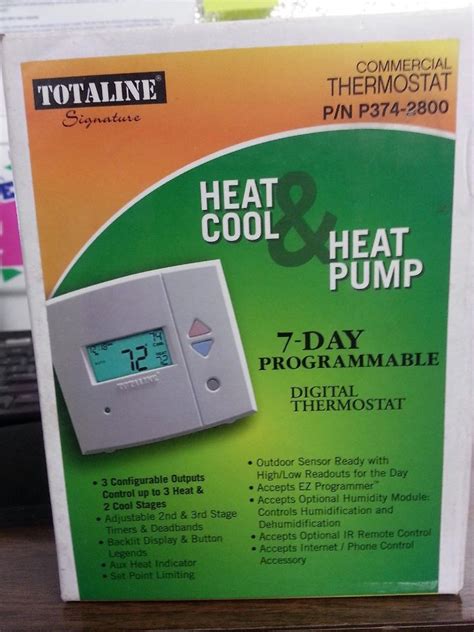 TOTALINE®
Signature
COMMERCIAL
THERMOSTAT
P/N P374-2800
HEAT
COOL
&
HEAT
PUMP
72
TOTALINE
7-DAY
PROGRAMMABLE
DIGITAL
THERMOSTAT
• 3 Configurable Outputs
Control up to 3 Heat &
2 Cool Stages
• Adjustable 2nd & 3rd Stage
Timers & Deadbands
• Backlit Display & Button
Legends
• Aux Heat Indicator
• Set Point Limiting
• Outdoor Sensor Ready with
High/Low Readouts for the Day
• Accepts EZ Programmer™
• Accepts Optional Humidity Module:
Controls Humidification and
Dehumidification
• Accepts Optional IR Remote Control
• Accepts Internet / Phone Control
Accessory